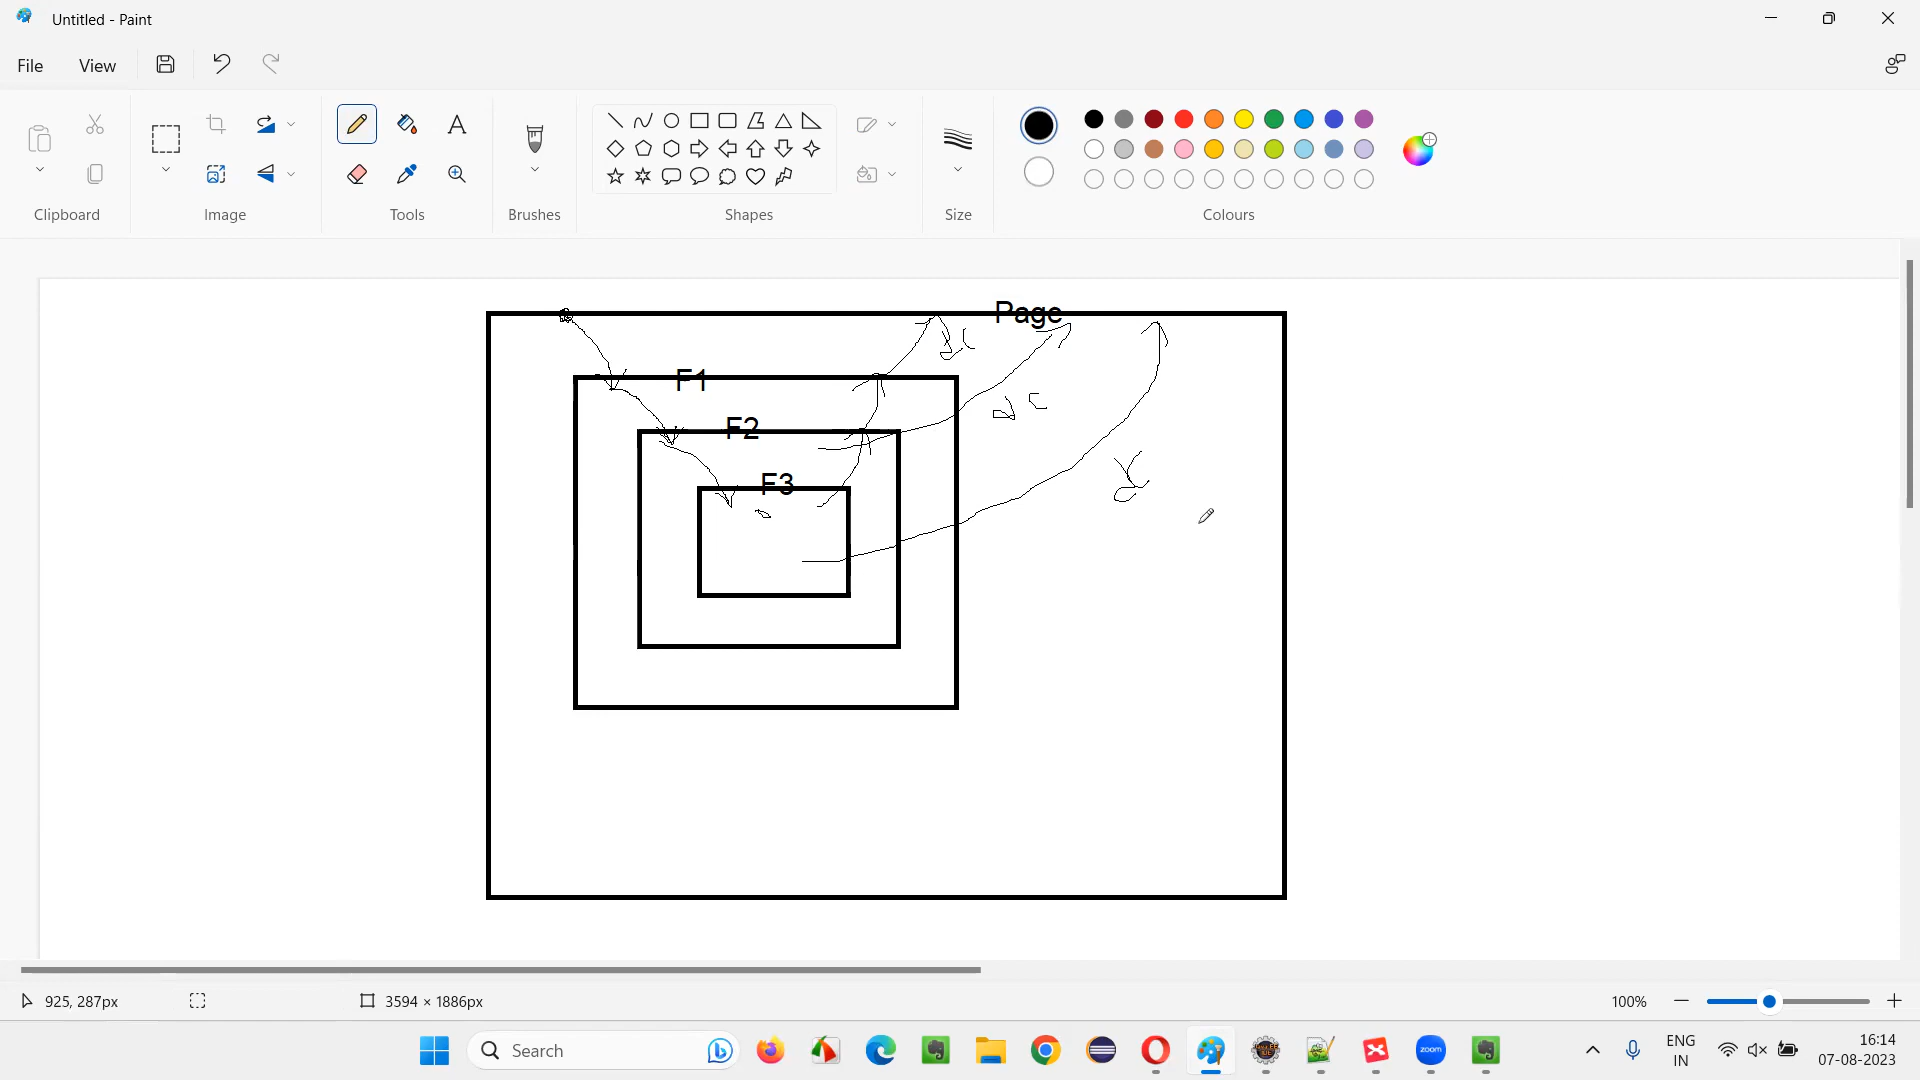 Untitled - Paint
File View
Clipboard Image Tools Brushes Shapes Size Colours
Page
F1
F2
F3
925, 287px 3594 × 1886px 100%
Search zoom ENG 16:14
IN 07-08-2023